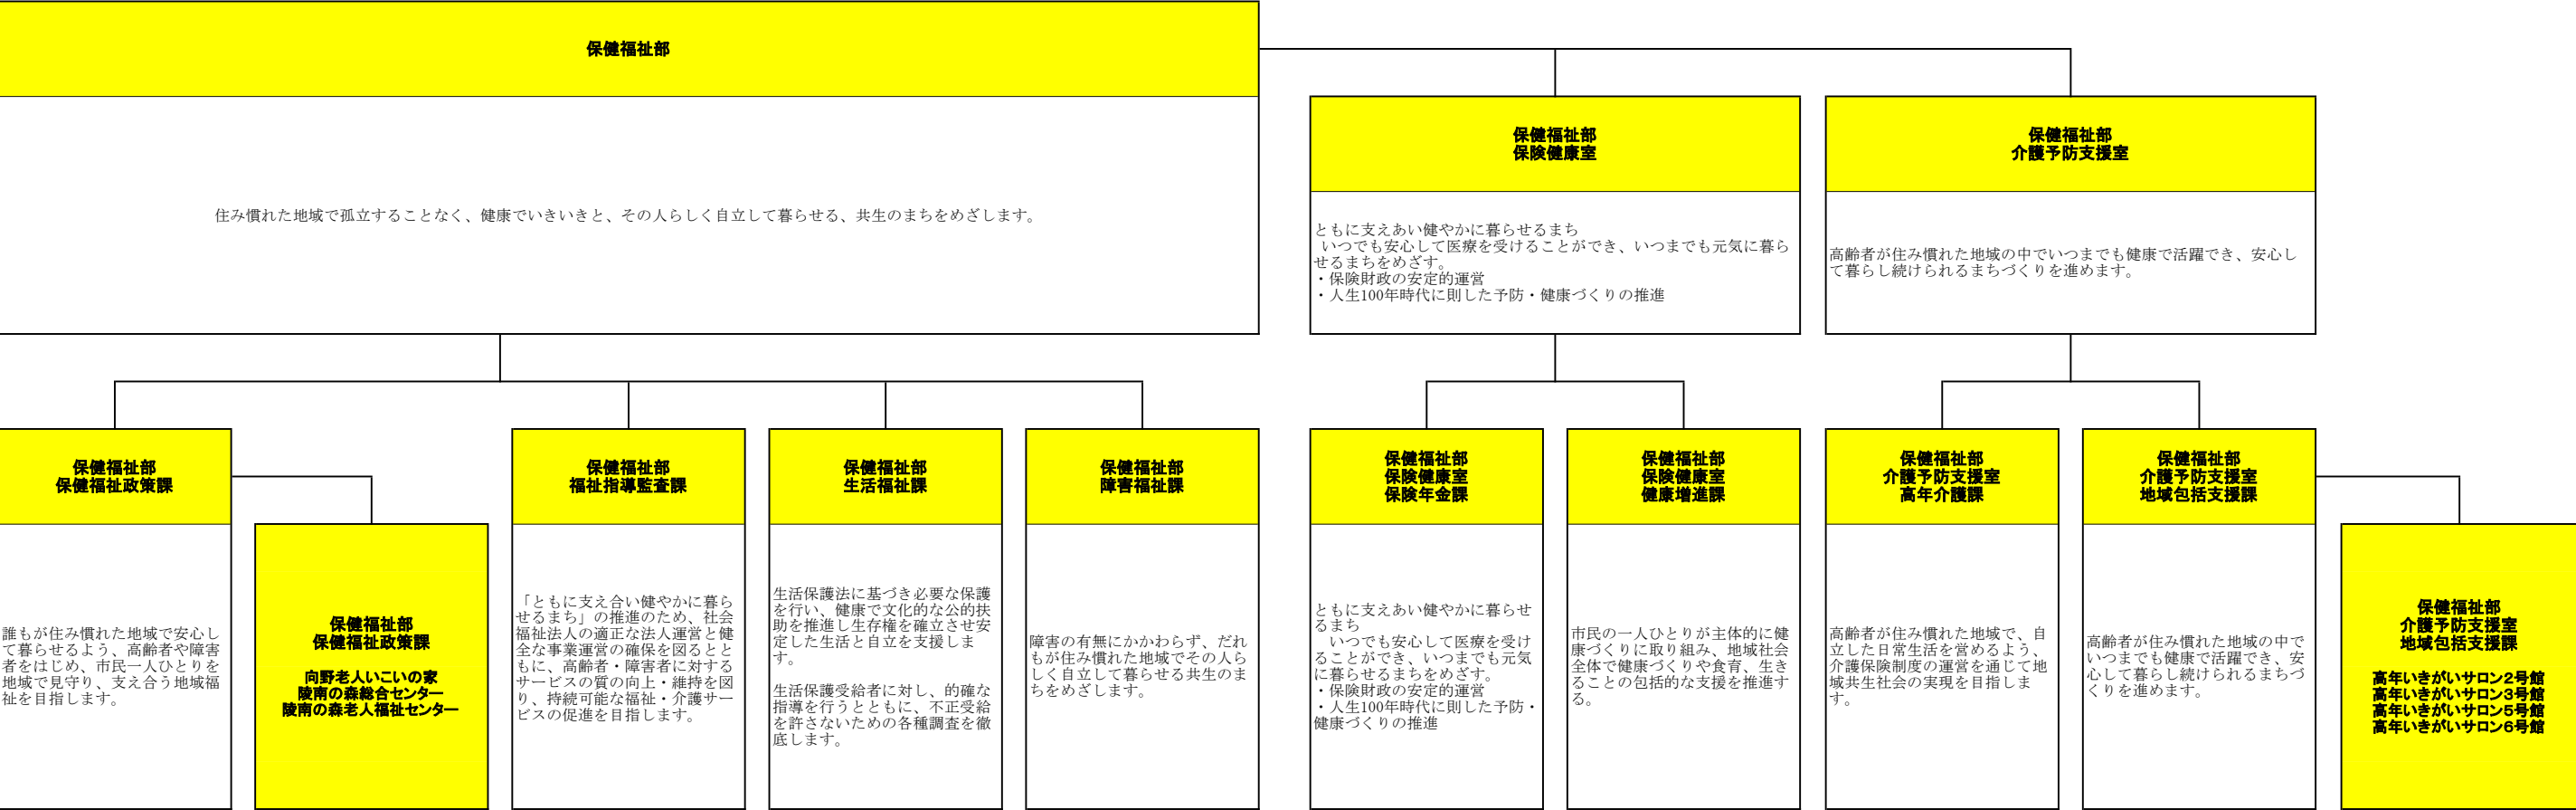 保健福祉部
住み慣れた地域で孤立することなく、健康でいきいきと、その人らしく自立して暮らせる、共生のまちをめざします。
保健福祉部
保険健康室
ともに支えあい健やかに暮らせるまち
いつでも安心して医療を受けることができ、いつまでも元気に暮ら
せるまちをめざす。
・保険財政の安定的運営
・人生100年時代に則した予防・健康づくりの推進
保健福祉部
介護予防支援室
高齢者が住み慣れた地域の中でいつまでも健康で活躍でき、安心し
て暮らし続けられるまちづくりを進めます。
保健福祉部
保健福祉政策課
誰もが住み慣れた地域で安心し
て暮らせるよう、高齢者や障害
者をはじめ、市民一人ひとりを
地域で見守り、支え合う地域福
祉を目指します。
保健福祉部
保健福祉政策課
向野老人いこいの家
陵南の森総合センター
陵南の森老人福祉センター
保健福祉部
福祉指導監査課
「ともに支え合い健やかに暮ら
せるまち」の推進のため、社会
福祉法人の適正な法人運営と健
全な事業運営の確保を図るとと
もに、高齢者・障害者に対する
サービスの質の向上・維持を図
り、持続可能な福祉・介護サー
ビスの促進を目指します。
保健福祉部
生活福祉課
生活保護法に基づき必要な保護
を行い、健康で文化的な公的扶
助を推進し生存権を確立させ安
定した生活と自立を支援しま
す。
生活保護受給者に対し、的確な
指導を行うとともに、不正受給
を許さないための各種調査を徹
底します。
保健福祉部
障害福祉課
障害の有無にかかわらず、だれ
もが住み慣れた地域でその人ら
しく自立して暮らせる共生のま
ちをめざします。
保健福祉部
保険健康室
保険年金課
ともに支えあい健やかに暮らせ
るまち
いつでも安心して医療を受け
ることができ、いつまでも元気
に暮らせるまちをめざす。
・保険財政の安定的運営
・人生100年時代に則した予防・
健康づくりの推進
保健福祉部
保険健康室
健康増進課
市民の一人ひとりが主体的に健
康づくりに取り組み、地域社会
全体で健康づくりや食育、生き
ることの包括的な支援を推進す
る。
保健福祉部
介護予防支援室
高年介護課
高齢者が住み慣れた地域で、自
立した日常生活を営めるよう、
介護保険制度の運営を通じて地
域共生社会の実現を目指しま
す。
保健福祉部
介護予防支援室
地域包括支援課
高齢者が住み慣れた地域の中で
いつまでも健康で活躍でき、安
心して暮らし続けられるまちづ
くりを進めます。
保健福祉部
介護予防支援室
地域包括支援課
高年いきがいサロン2号館
高年いきがいサロン3号館
高年いきがいサロン5号館
高年いきがいサロン6号館